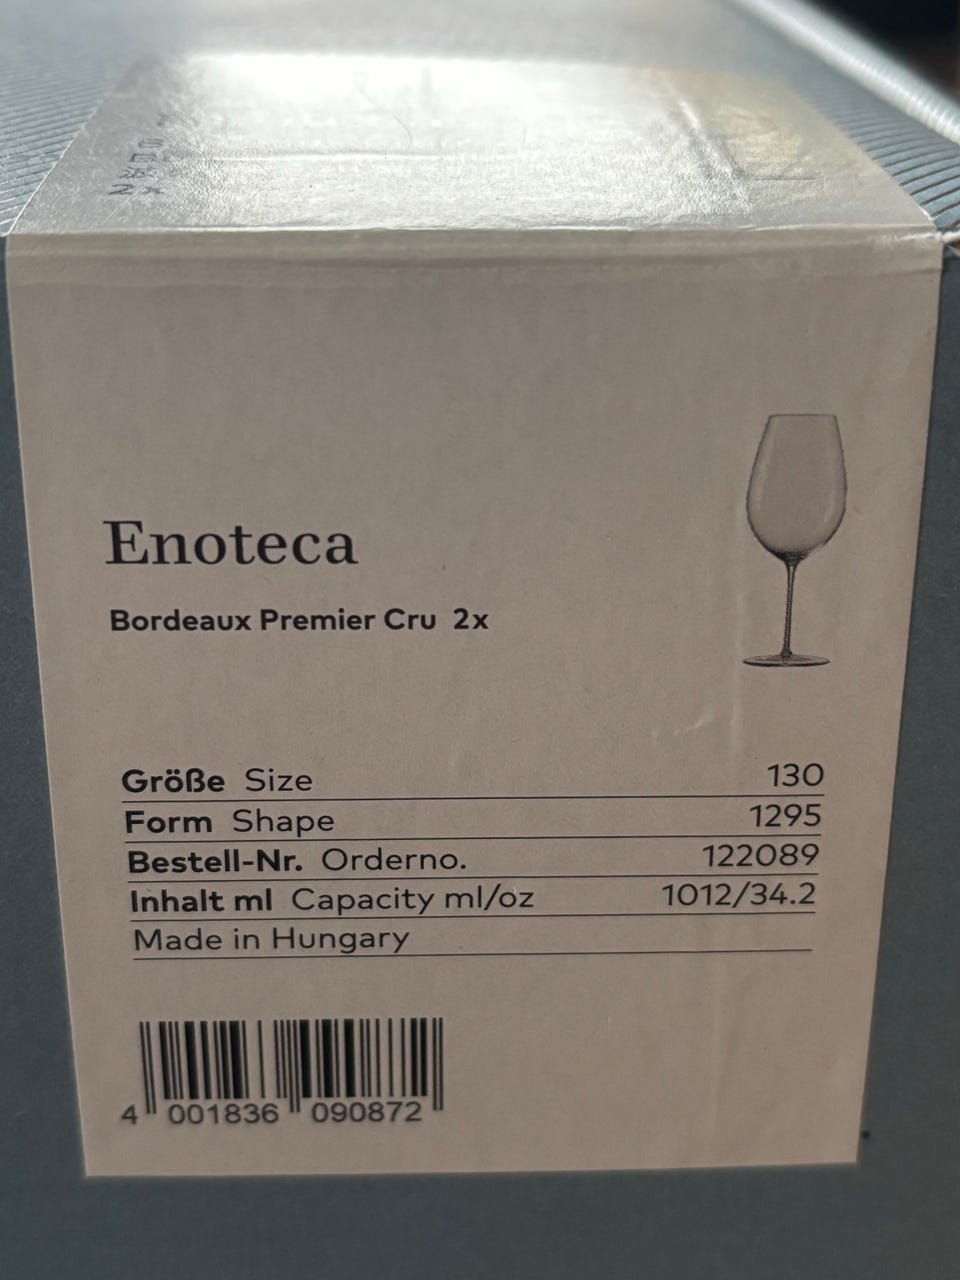 Enoteca
Bordeaux Premier Cru 2x
Größe Size 130
Form Shape 1295
Bestell-Nr. Orderno. 122089
Inhalt ml Capacity ml/oz 1012/34.2
Made in Hungary
4 001836 090872